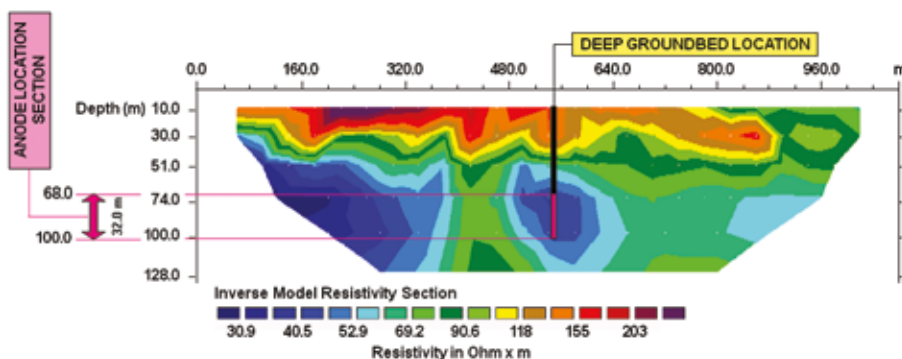 DEEP GROUNDBED LOCATION
ANODE LOCATION
SECTION
0.0 160.0 320.0 480.0 640.0 800.0 960.0 m
Depth (m) 10.0
30.0
51.0
68.0
74.0
32.0 m
100.0 100.0
128.0
Inverse Model Resistivity Section
30.9 40.5 52.9 69.2 90.6 118 155 203
Resistivity in Ohm x m